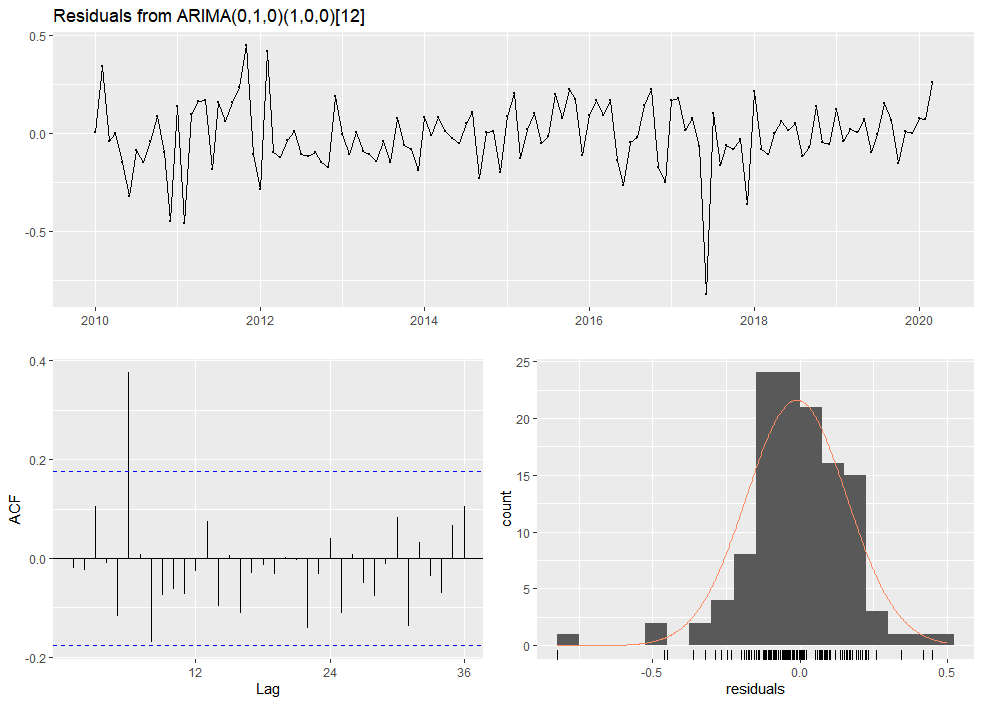 Residuals from ARIMA(0,1,0)(1,0,0)[12]
0.5
0.0
-0.5
2010 2012 2014 2016 2018 2020
0.4
0.2
0.0
-0.2
ACF
12 24 36
Lag
25
20
15
10
5
0
count
-0.5 0.0 0.5
residuals